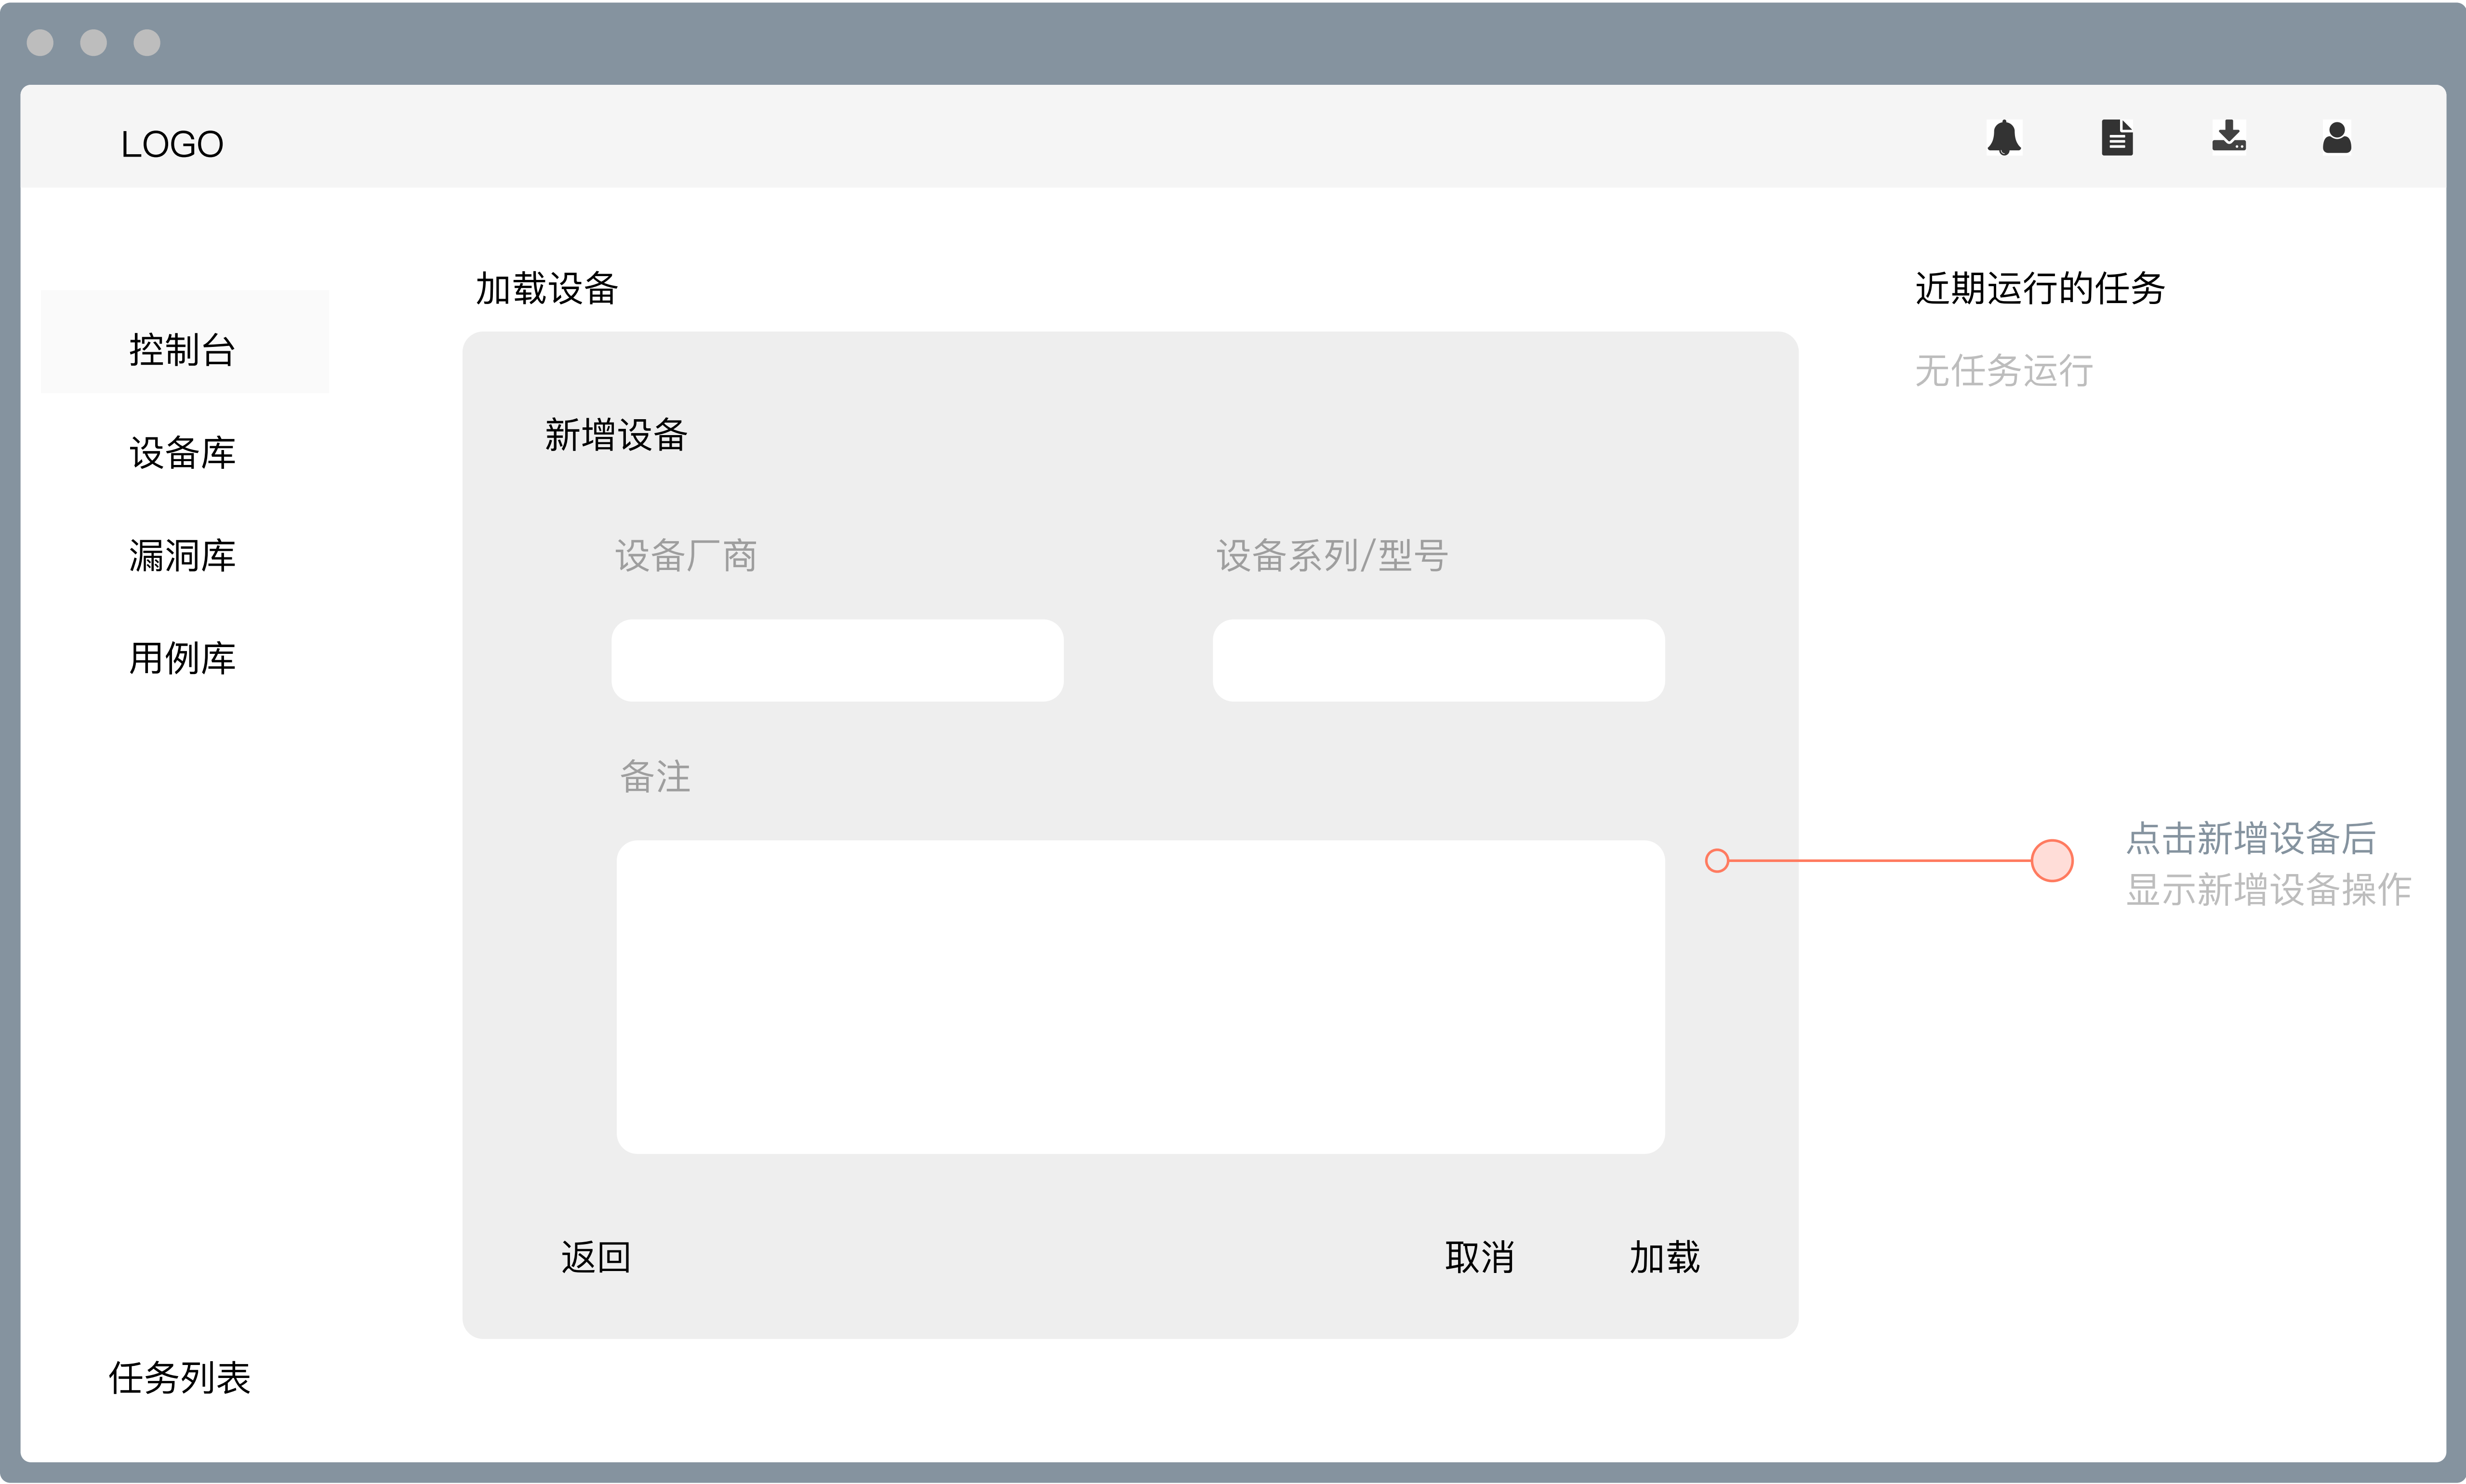 LOGO
加载设备
近期运行的任务
控制台
无任务运行
新增设备
设备库
设备厂商
设备系列/型号
漏洞库
用例库
备注
点击新增设备后
显示新增设备操作
返回
取消
加载
任务列表